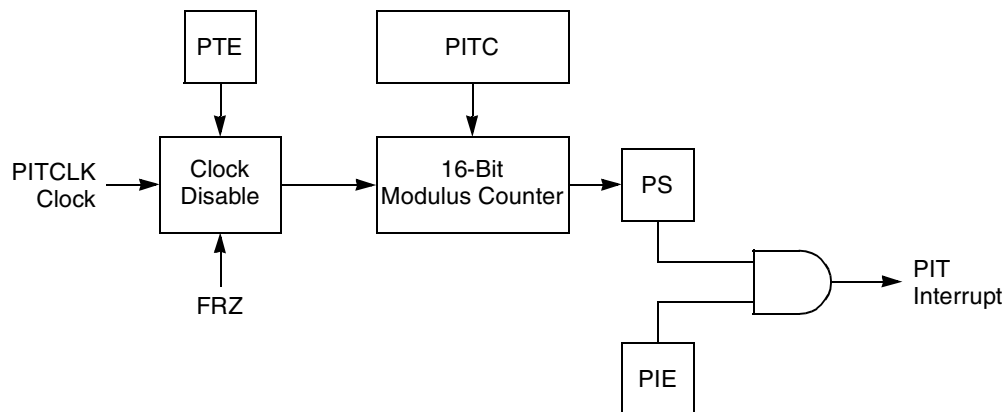 PTE
PITC
PITCLK
Clock
Clock
Disable
16-Bit
Modulus Counter
PS
FRZ
PIT
Interrupt
PIE